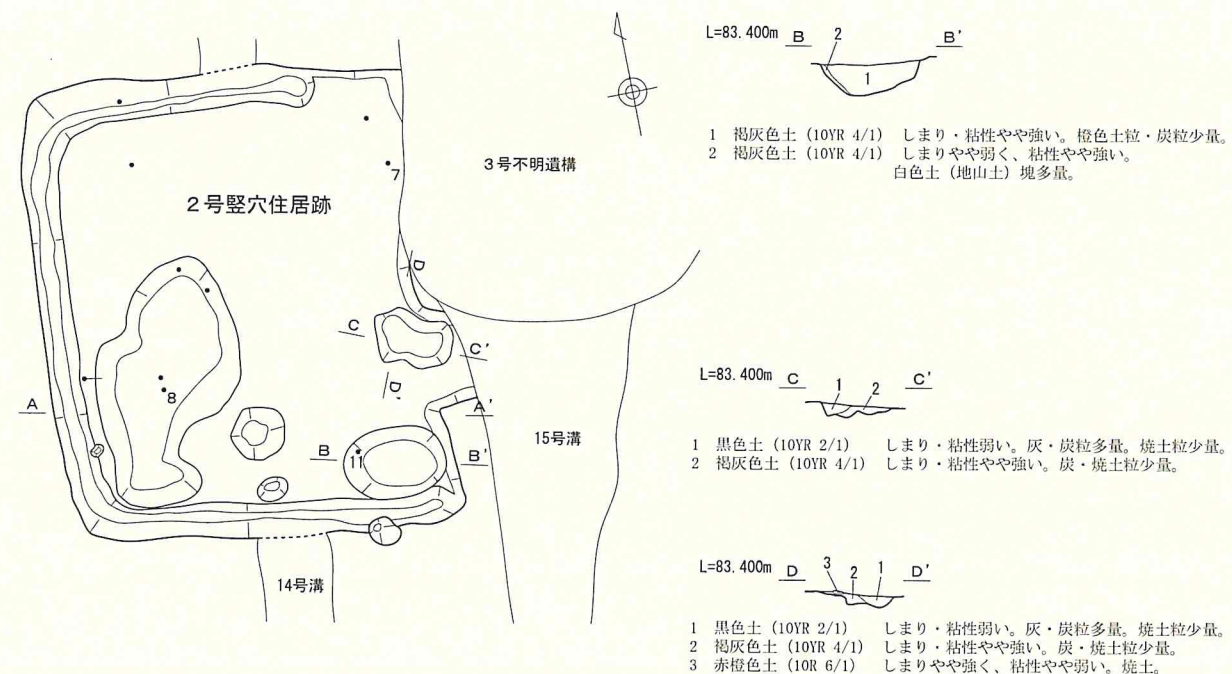 2号竪穴住居跡
3号不明遺構
7
8
11
A
A'
B
B'
C
C'
D
D'
14号溝
15号溝
L=83.400m B B'
2
1
1 褐灰色土 (10YR 4/1) しまり・粘性やや強い。橙色土粒・炭粒少量。
2 褐灰色土 (10YR 4/1) しまりやや弱く、粘性やや強い。
白色土（地山土）塊多量。
L=83.400m C C'
1 2
1 黒色土 (10YR 2/1) しまり・粘性弱い。灰・炭粒多量。焼土粒少量。
2 褐灰色土 (10YR 4/1) しまり・粘性やや強い。炭・焼土粒少量。
L=83.400m D D'
3 2 1
1 黒色土 (10YR 2/1) しまり・粘性弱い。灰・炭粒多量。焼土粒少量。
2 褐灰色土 (10YR 4/1) しまり・粘性やや強い。炭・焼土粒少量。
3 赤橙色土 (10R 6/1) しまりやや強く、粘性やや弱い。焼土。